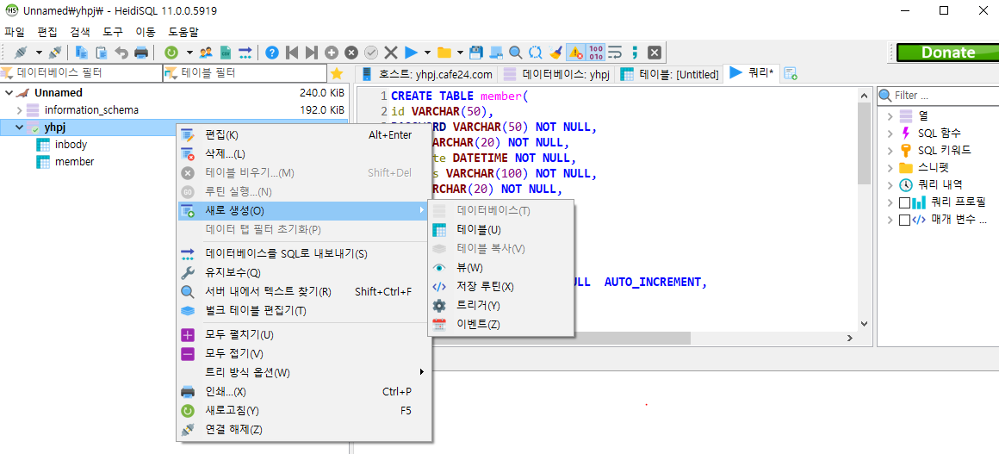 Unnamed₩yhpj₩ - HeidiSQL 11.0.0.5919
파일 편집 검색 도구 이동 도움말
Donate
데이터베이스 필터 테이블 필터
호스트: yhpj.cafe24.com 데이터베이스: yhpj 테이블: [Untitled] 쿼리*
Unnamed 240.0 KiB
information_schema 192.0 KiB
yhpj
inbody
member
1 CREATE TABLE member(
2 id VARCHAR(50),
VARCHAR(50) NOT NULL,
VARCHAR(20) NOT NULL,
DATETIME NOT NULL,
VARCHAR(100) NOT NULL,
VARCHAR(20) NOT NULL,
AUTO_INCREMENT,
편집(K) Alt+Enter
삭제...(L)
테이블 비우기...(M) Shift+Del
루틴 실행...(N)
새로 생성(O)
데이터 탭 필터 초기화(P)
데이터베이스를 SQL로 내보내기(S)
유지보수(Q)
서버 내에서 텍스트 찾기(R) Shift+Ctrl+F
벌크 테이블 편집기(T)
모두 펼치기(U)
모두 접기(V)
트리 방식 옵션(W)
인쇄...(X) Ctrl+P
새로고침(Y) F5
연결 해제(Z)
데이터베이스(T)
테이블(U)
테이블 복사(V)
뷰(W)
저장 루틴(X)
트리거(Y)
이벤트(Z)
Filter ...
열
SQL 함수
SQL 키워드
스니펫
쿼리 내역
쿼리 프로필
매개 변수 ...